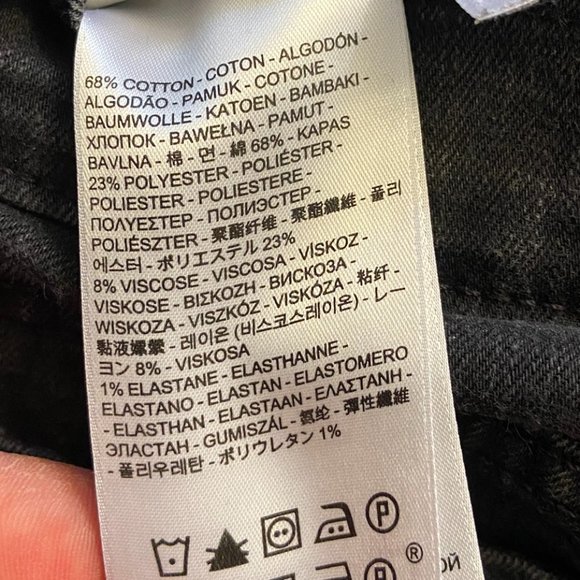 68% COTTON - COTON - ALGODÓN -
ALGODÃO - PAMUK - COTONE -
BAUMWOLLE - KATOEN - BAMBAKI -
ХЛОПОК - BAWEŁNA - PAMUT -
BAVLNA - 棉 - 면 - 綿 68% - KAPAS
23% POLYESTER - POLIÉSTER -
POLIESTER - POLIESTERE -
ΠΟΛΥΕΣΤΕΡ - ПОЛИЭСТЕР -
POLIÉSZTER - 聚酯纤维 - 聚酯纖維 - 폴리
에스터 - ポリエステル 23%
8% VISCOSE - VISCOSA - VİSKOZ -
VISKOSE - ΒΙΣΚΟΖΗ - ВИСКОЗА -
WISKOZA - VISZKÓZ - VISKÓZA - 粘纤 -
黏液嫘縈 - 레이온 (비스코스레이온) - レー
ヨン 8% - VISKOSA
1% ELASTANE - ELASTHANNE -
ELASTANO - ELASTAN - ELASTOMERO
- ELASTHAN - ELASTAAN - ΕΛΑΣΤΑΝΗ -
ЭЛАСТАН - GUMISZÁL - 氨纶 - 彈性纖維
- 폴리우레탄 - ポリウレタン 1%
P
P ®
ОЙ